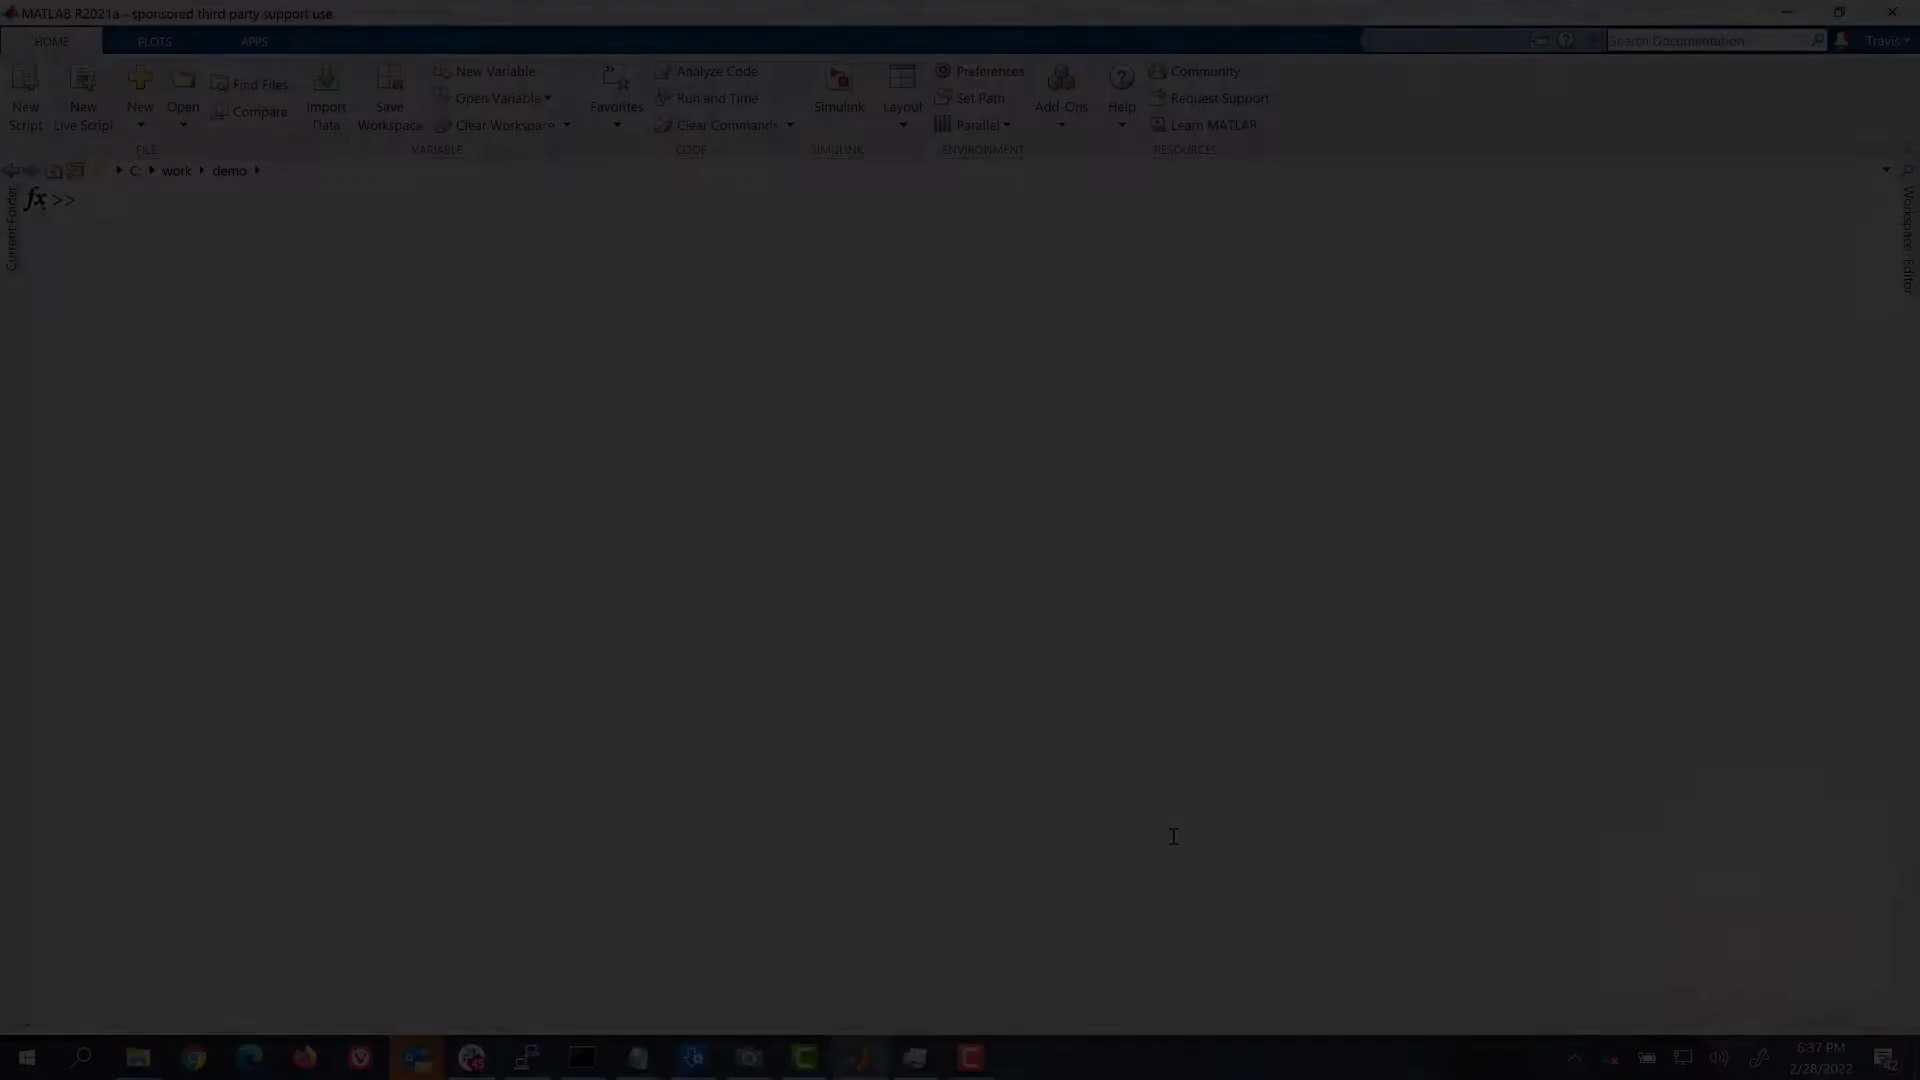 MATLAB R2021a - sponsored third party support use
HOME PLOTS APPS
Search Documentation
Travis
New Script
New Live Script
New
Open
Find Files
Compare
Import Data
Save Workspace
New Variable
Open Variable
Clear Workspace
Favorites
Analyze Code
Run and Time
Clear Commands
Simulink
Layout
Preferences
Set Path
Parallel
Add-Ons
Help
Community
Request Support
Learn MATLAB
FILE VARIABLE CODE SIMULINK ENVIRONMENT RESOURCES
C: work demo
Current Folder
fx >>
Workspace
Editor
45
6:37 PM
2/28/2022
42